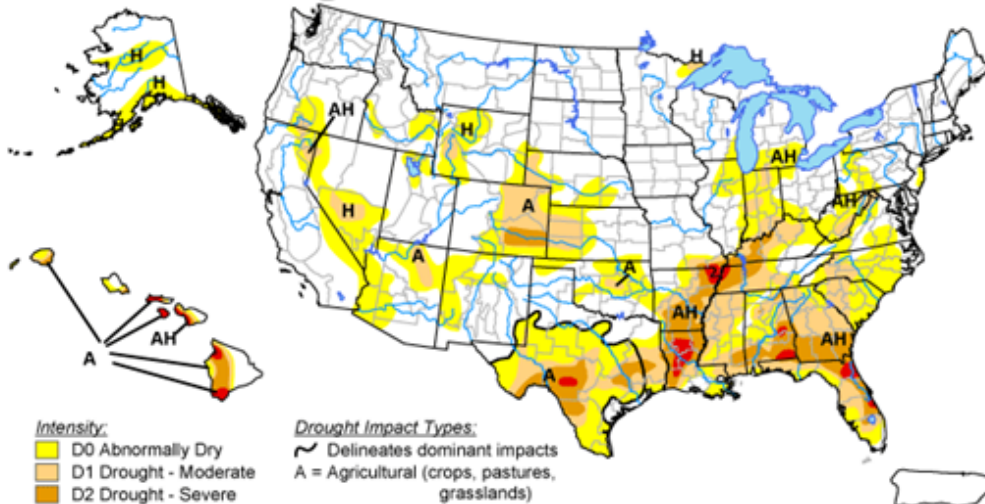 H
H
H
AH
H
AH
H
A
AH
A
A
AH
A
AH
AH
A
AH
Intensity:
D0 Abnormally Dry
D1 Drought - Moderate
D2 Drought - Severe
Drought Impact Types:
Delineates dominant impacts
A = Agricultural (crops, pastures,
grasslands)